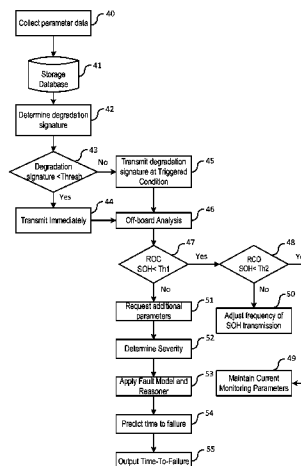 Collect parameter data
40
Storage
Database
41
Determine degradation
signature
42
Degradation
signature <Thresh
43
No
Yes
Transmit degradation
signature at Triggered
Condition
45
Transmit Immediately
44
Off-board Analysis
46
ROC
SOH< Th1
47
Yes
No
RCO
SOH< Th2
48
Request additional
parameters
51
Adjust frequency of
SOH transmission
50
Determine Severity
52
Apply Fault Model and
Reasoner
53
Maintain Current
Monitoring Parameters
49
Predict time to failure
54
Output Time-To-Failure
55